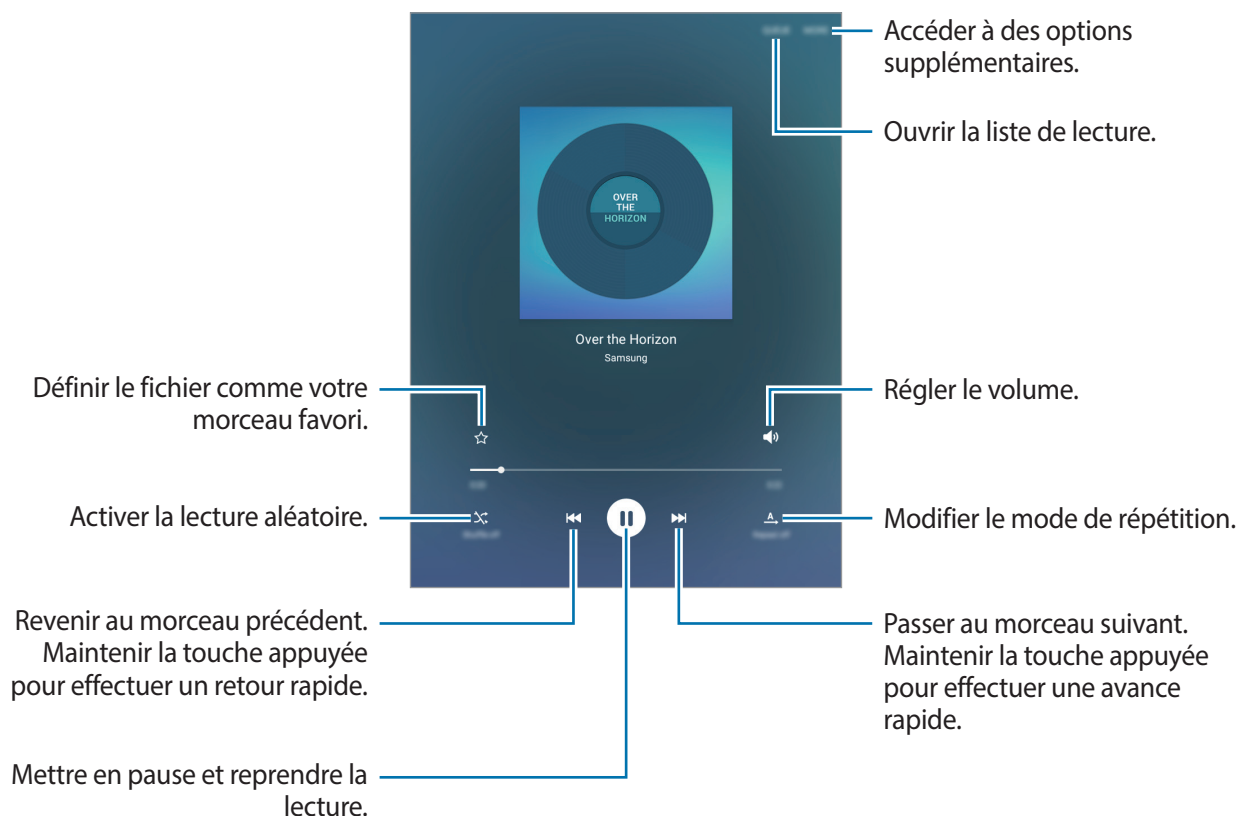 Accéder à des options
supplémentaires.
Ouvrir la liste de lecture.
OVER
THE
HORIZON
Over the Horizon
Samsung
Définir le fichier comme votre
morceau favori.
Régler le volume.
Activer la lecture aléatoire.
A
Modifier le mode de répétition.
Revenir au morceau précédent.
Maintenir la touche appuyée
pour effectuer un retour rapide.
Passer au morceau suivant.
Maintenir la touche appuyée
pour effectuer une avance
rapide.
Mettre en pause et reprendre la
lecture.